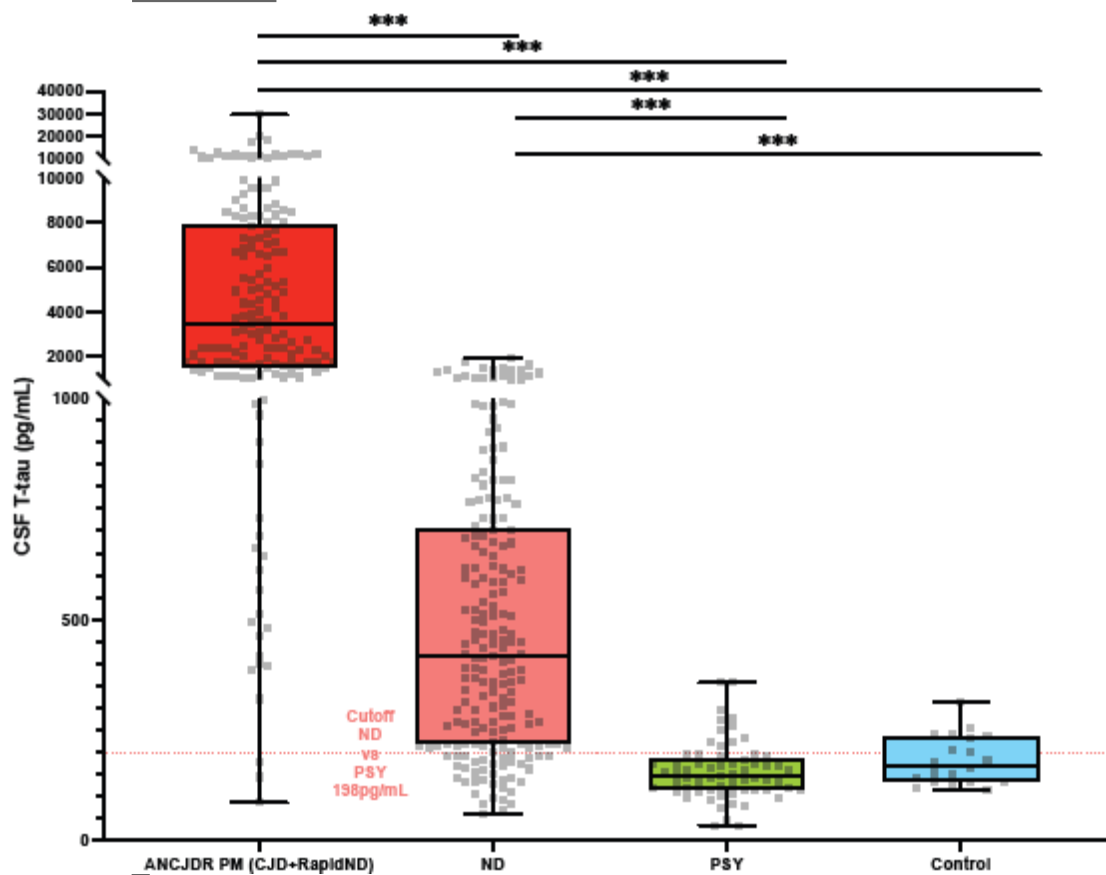 ***
***
***
***
***
40000
30000
20000
10000
10000
8000
6000
4000
2000
1000
500
0
CSF T-tau (pg/mL)
Cutoff
ND
vs
PSY
198pg/mL
ANCJDR PM (CJD+RapidND)
ND
PSY
Control